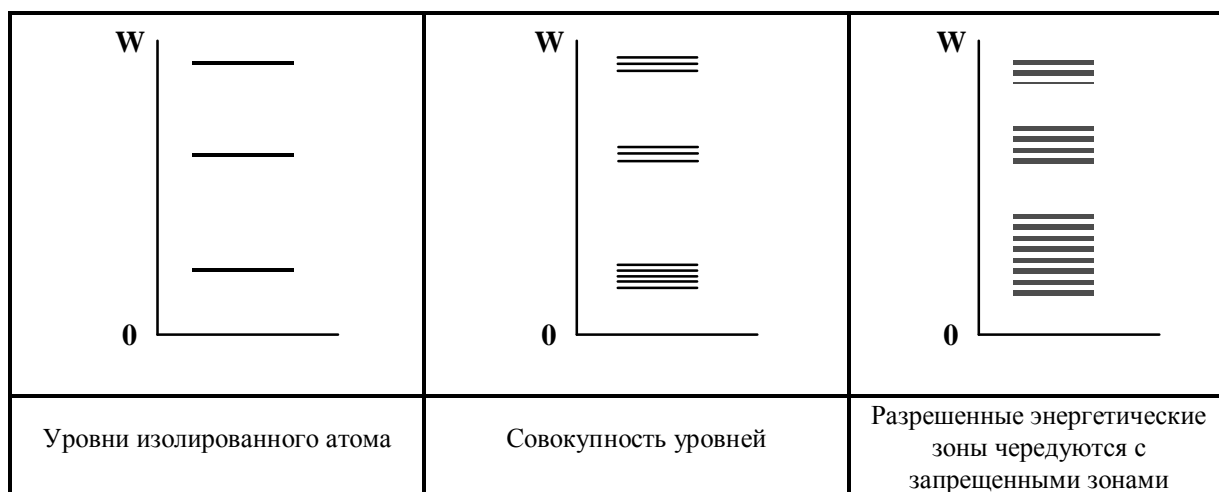 W
0
W
0
W
0
Уровни изолированного атома
Совокупность уровней
Разрешенные энергетические
зоны чередуются с
запрещенными зонами